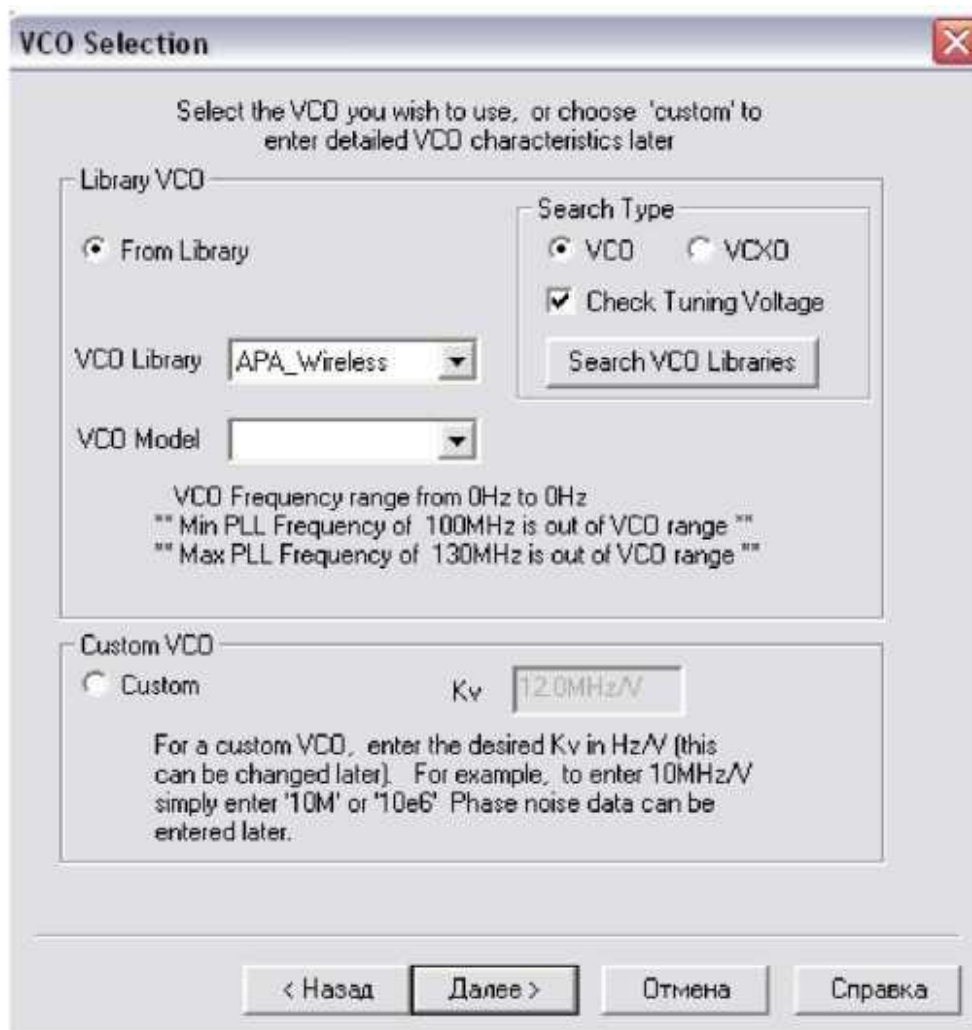 VCO Selection
Select the VCO you wish to use, or choose 'custom' to
enter detailed VCO characteristics later
Library VCO
From Library
Search Type
VCO
VCXO
Check Tuning Voltage
Search VCO Libraries
VCO Library
APA_Wireless
VCO Model
VCO Frequency range from 0Hz to 0Hz
** Min PLL Frequency of 100MHz is out of VCO range **
** Max PLL Frequency of 130MHz is out of VCO range **
Custom VCO
Custom
Kv
12.0MHz/V
For a custom VCO, enter the desired Kv in Hz/V (this
can be changed later). For example, to enter 10MHz/V
simply enter '10M' or '10e6' Phase noise data can be
entered later.
< Назад
Далее >
Отмена
Справка